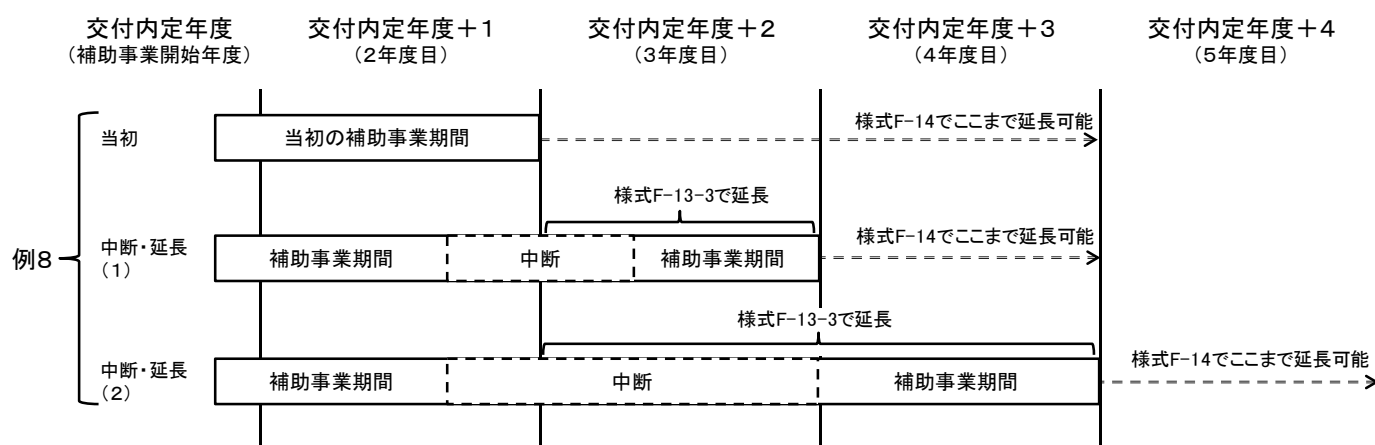 交付内定年度
(補助事業開始年度)
交付内定年度＋1
(2年度目)
交付内定年度＋2
(3年度目)
交付内定年度＋3
(4年度目)
交付内定年度＋4
(5年度目)
例8
当初
当初の補助事業期間
様式F-14でここまで延長可能
様式F-13-3で延長
中断・延長
(1)
補助事業期間
中断
補助事業期間
様式F-14でここまで延長可能
様式F-13-3で延長
中断・延長
(2)
補助事業期間
中断
補助事業期間
様式F-14でここまで延長可能